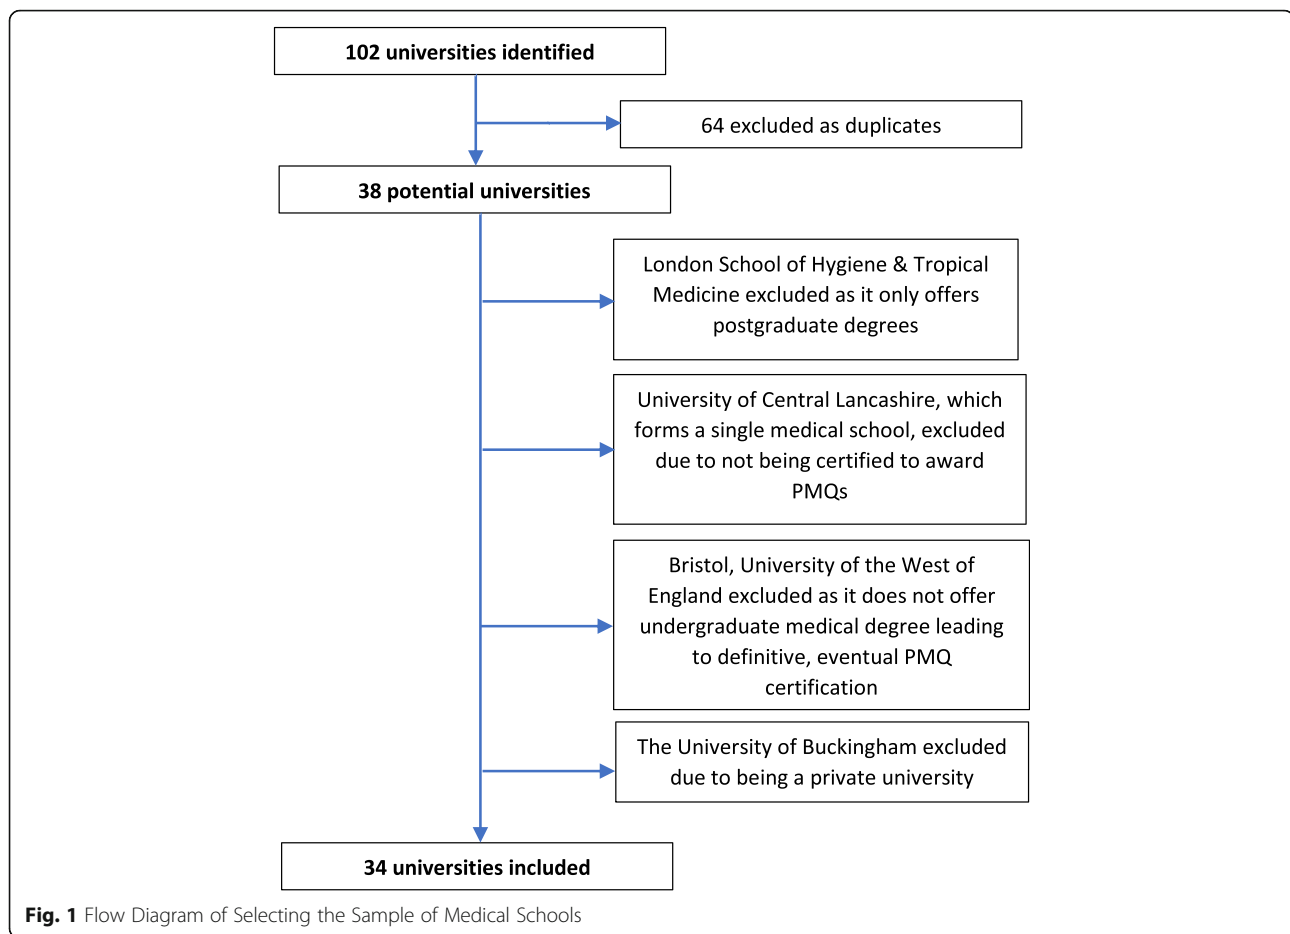 102 universities identified
64 excluded as duplicates
38 potential universities
London School of Hygiene & Tropical
Medicine excluded as it only offers
postgraduate degrees
University of Central Lancashire, which
forms a single medical school, excluded
due to not being certified to award
PMQs
Bristol, University of the West of
England excluded as it does not offer
undergraduate medical degree leading
to definitive, eventual PMQ
certification
The University of Buckingham excluded
due to being a private university
34 universities included
Fig. 1 Flow Diagram of Selecting the Sample of Medical Schools